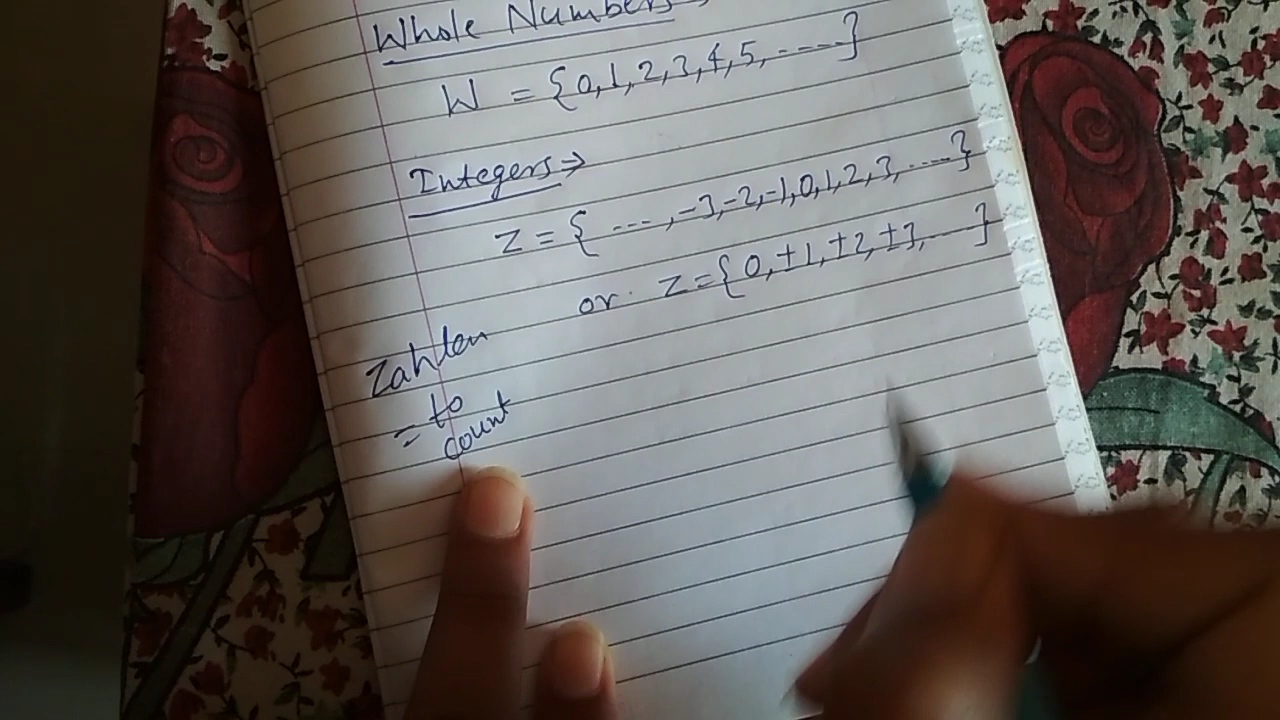 Whole Numbers
W = {0,1,2,3,4,5,-----}
Integers→
Z = { ---,-3,-2,-1,0,1,2,3,.....}
or. Z={0,±1,±2,±3,......}
Zahlen
= to
count